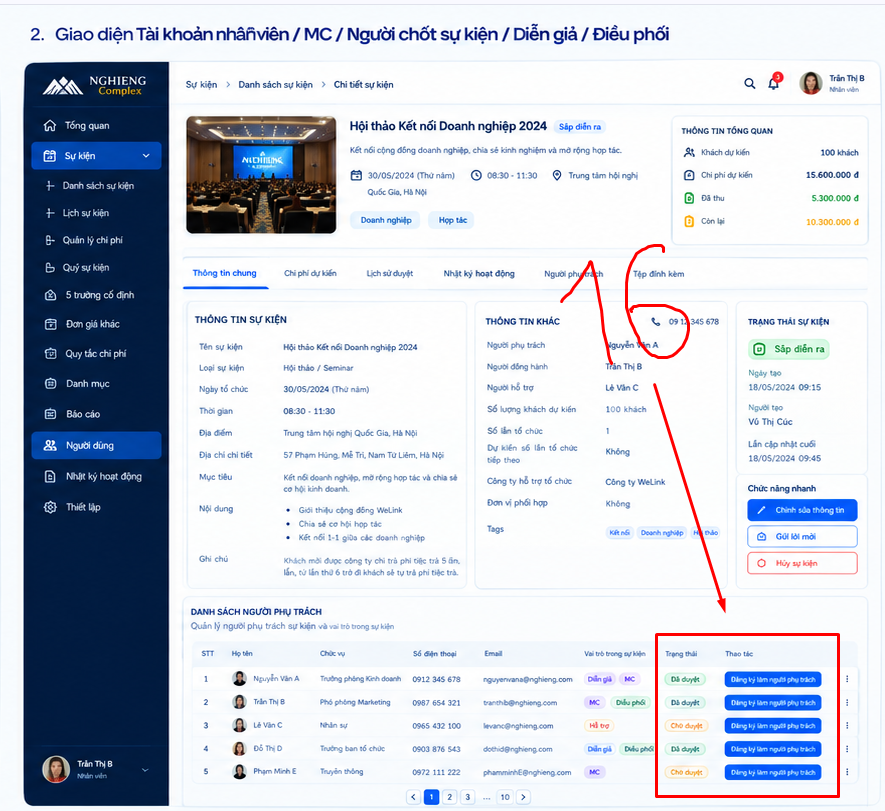 2. Giao diện Tài khoản nhânviên / MC / Người chốt sự kiện / Diễn giả / Điều phối
NGHIENG
Complex
Sự kiện > Danh sách sự kiện > Chi tiết sự kiện
3
Trần Thị B
Nhân viên
Tổng quan
Sự kiện
Danh sách sự kiện
Lịch sự kiện
Quản lý chi phí
Quỹ sự kiện
5 trường cố định
Đơn giá khác
Quy tắc chi phí
Danh mục
Báo cáo
Người dùng
Nhật ký hoạt động
Thiết lập
Trần Thị B
Nhân viên
Hội thảo Kết nối Doanh nghiệp 2024 Sắp diễn ra
Kết nối cộng đồng doanh nghiệp, chia sẻ kinh nghiệm và mở rộng hợp tác.
30/05/2024 (Thứ năm) 08:30 - 11:30 Trung tâm hội nghị
Quốc Gia, Hà Nội
Doanh nghiệp Hợp tác
THÔNG TIN TỔNG QUAN
Khách dự kiến 100 khách
Chi phí dự kiến 15.600.000 đ
Đã thu 5.300.000 đ
Còn lại 10.300.000 đ
Thông tin chung Chi phí dự kiến Lịch sử duyệt Nhật ký hoạt động Người phụ trách Tệp đính kèm
16
THÔNG TIN SỰ KIỆN
Tên sự kiện Hội thảo Kết nối Doanh nghiệp 2024
Loại sự kiện Hội thảo / Seminar
Ngày tổ chức 30/05/2024 (Thứ năm)
Thời gian 08:30 - 11:30
Địa điểm Trung tâm hội nghị Quốc Gia, Hà Nội
Địa chỉ chi tiết 57 Phạm Hùng, Mễ Trì, Nam Từ Liêm, Hà Nội
Mục tiêu Kết nối doanh nghiệp, mở rộng hợp tác và chia sẻ
cơ hội kinh doanh.
Nội dung • Giới thiệu cộng đồng WeLink
• Chia sẻ cơ hội hợp tác
• Kết nối 1-1 giữa các doanh nghiệp
Ghi chú Khách mời được công ty chi trả phí tiệc trà 5 ấn,
lần, từ lần thứ 6 trở đi khách sẽ tự trả phí tiệc trà.
THÔNG TIN KHÁC 09 12 345 678
Người phụ trách Nguyễn Văn A
Người đồng hành Trần Thị B
Người hỗ trợ Lê Văn C
Số lượng khách dự kiến 100 khách
Số lần tổ chức 1
Dự kiến số lần tổ chức
tiếp theo Không
Công ty hỗ trợ tổ chức Công ty WeLink
Đơn vị phối hợp Không
Tags Kết nối Doanh nghiệp Hội thảo
TRẠNG THÁI SỰ KIỆN
Sắp diễn ra
Ngày tạo
18/05/2024 09:15
Người tạo
Vũ Thị Cúc
Lần cập nhật cuối
18/05/2024 09:45
Chức năng nhanh
Chỉnh sửa thông tin
Gửi lời mời
Hủy sự kiện
DANH SÁCH NGƯỜI PHỤ TRÁCH
Quản lý người phụ trách sự kiện và vai trò trong sự kiện
STT Họ tên Chức vụ Số điện thoại Email Vai trò trong sự kiện Trạng thái Thao tác
1 Nguyễn Văn A Trưởng phòng Kinh doanh 0912 345 678 nguyenvana@nghieng.com Diễn giả MC Đã duyệt Đăng ký làm người phụ trách
2 Trần Thị B Phó phòng Marketing 0987 654 321 tranthib@nghieng.com MC Điều phối Đã duyệt Đăng ký làm người phụ trách
3 Lê Văn C Nhân sự 0965 432 100 levanc@nghieng.com Hỗ trợ Chờ duyệt Đăng ký làm người phụ trách
4 Đỗ Thị D Trưởng ban tổ chức 0903 876 543 dothid@nghieng.com Diễn giả Điều phối Đã duyệt Đăng ký làm người phụ trách
5 Phạm Minh E Truyền thông 0972 111 222 phamminhE@nghieng.com MC Chờ duyệt Đăng ký làm người phụ trách
< 1 2 3 ... 10 >